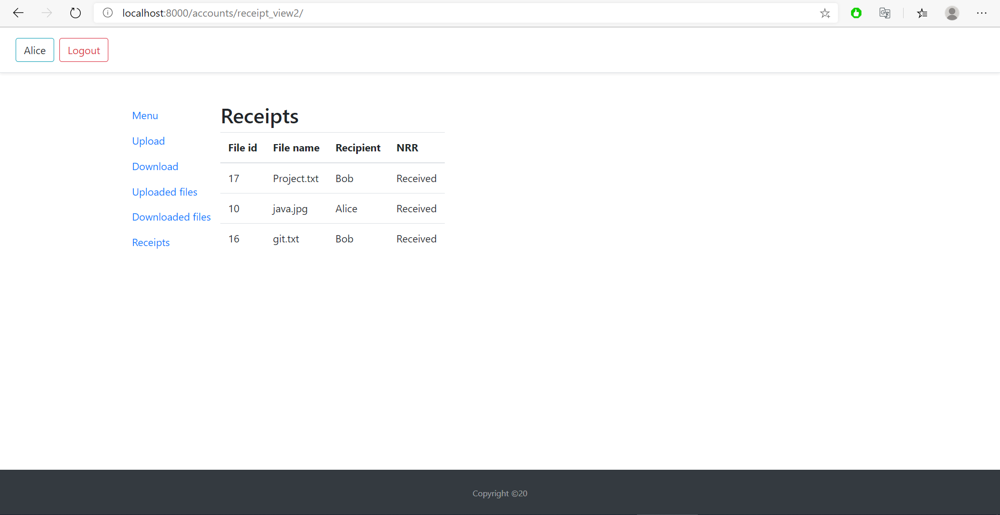 localhost:8000/accounts/receipt_view2/
Alice Logout
Menu
Upload
Download
Uploaded files
Downloaded files
Receipts
Receipts
File id File name Recipient NRR
17 Project.txt Bob Received
10 java.jpg Alice Received
16 git.txt Bob Received
Copyright ©20